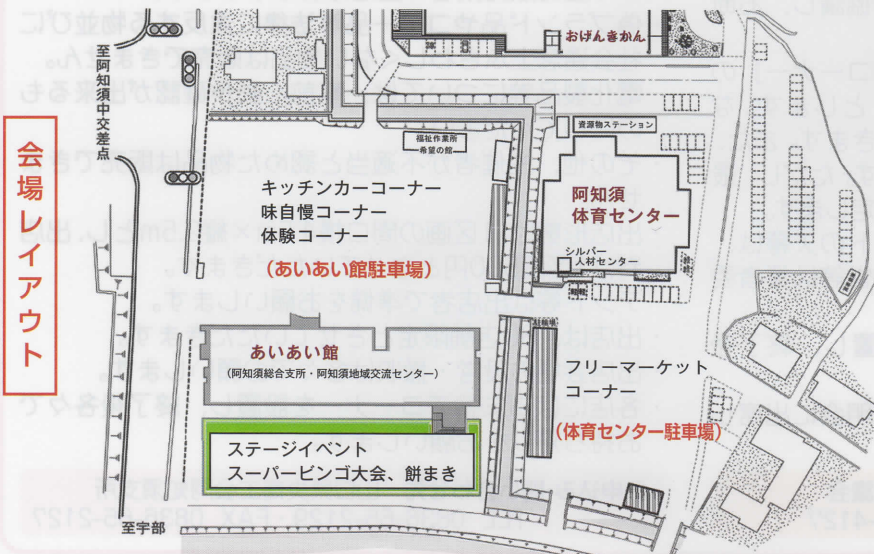 会場レイアウト
至阿知須中交差点
至宇部
おげんきかん
資源物ステーション
福祉作業所
希望の館
キッチンカーコーナー
味自慢コーナー
体験コーナー
(あいあい館駐車場)
阿知須
体育センター
シルバー
人材センター
駐輪場
あいあい館
(阿知須総合支所・阿知須地域交流センター)
フリーマーケット
コーナー
(体育センター駐車場)
ステージイベント
スーパービンゴ大会、餅まき